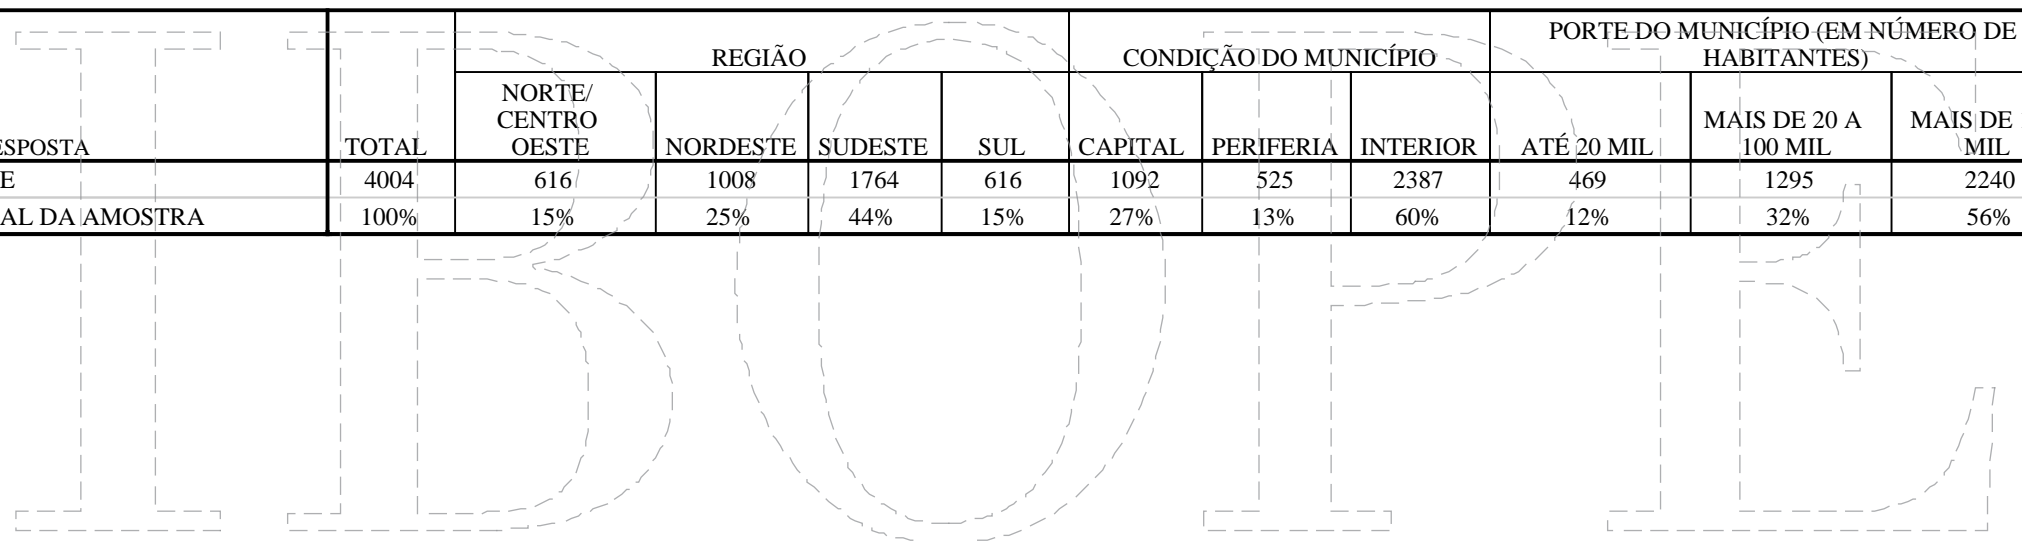 REGIÃO CONDIÇÃO DO MUNICÍPIO PORTE DO MUNICÍPIO (EM NÚMERO DE HABITANTES)
ESPOSTA TOTAL NORTE/ CENTRO OESTE NORDESTE SUDESTE SUL CAPITAL PERIFERIA INTERIOR ATÉ 20 MIL MAIS DE 20 A 100 MIL MAIS DE MIL
E 4004 616 1008 1764 616 1092 525 2387 469 1295 2240
AL DA AMOSTRA 100% 15% 25% 44% 15% 27% 13% 60% 12% 32% 56%
IBOPE